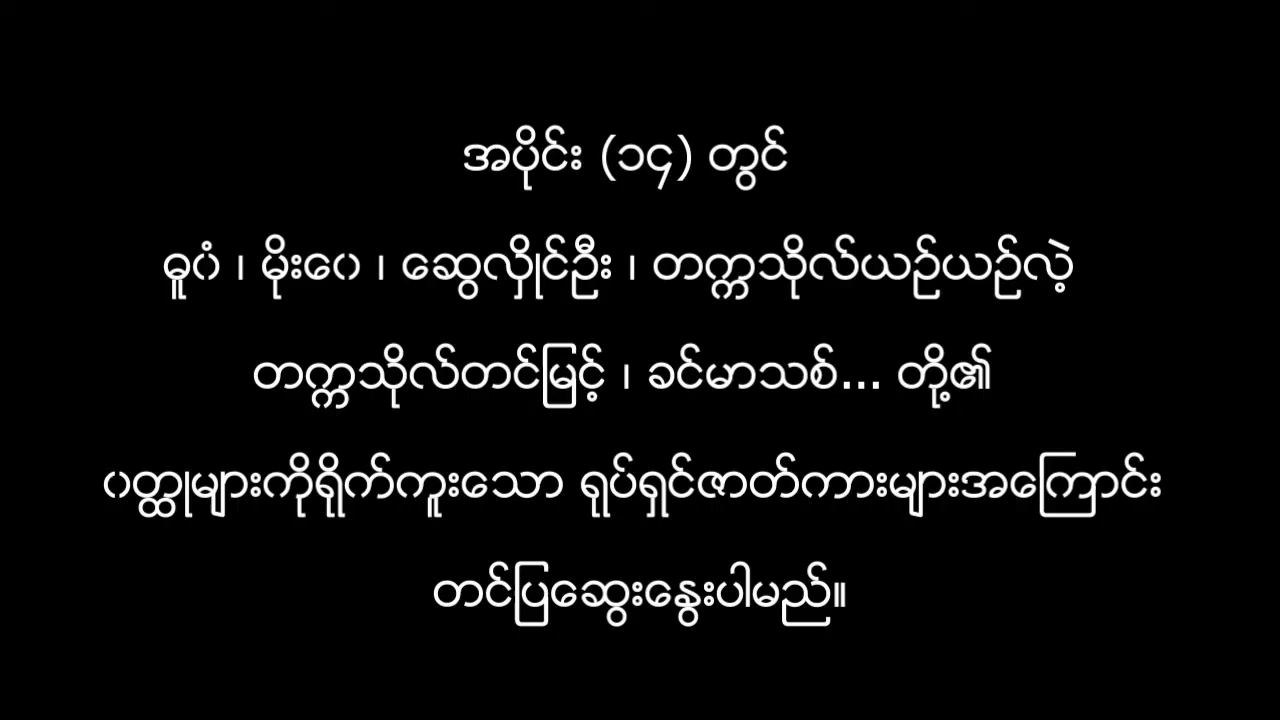 အပိုင်း (၁၄) တွင်
ဓူဝံ ၊ မိုးဝေ ၊ ဆွေလှိုင်ဦး ၊ တက္ကသိုလ်ယဉ်ယဉ်လဲ့
တက္ကသိုလ်တင်မြင့် ၊ ခင်မာသစ်... တို့၏
ဝတ္ထုများကိုရိုက်ကူးသော ရုပ်ရှင်ဇာတ်ကားများအကြောင်း
တင်ပြဆွေးနွေးပါမည်။